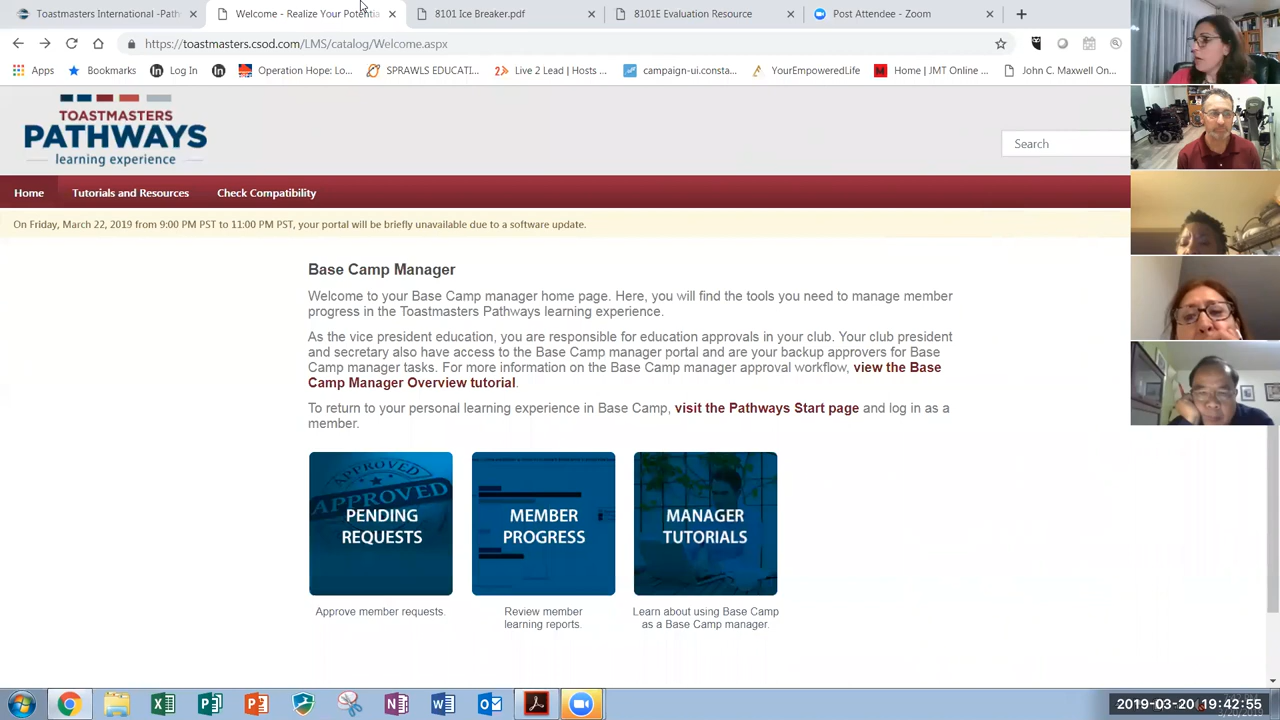 Toastmasters International -Path
Welcome - Realize Your Potentia
8101 Ice Breaker.pdf
8101E Evaluation Resource
Post Attendee - Zoom
https://toastmasters.csod.com/LMS/catalog/Welcome.aspx
Apps
Bookmarks
Log In
Operation Hope: Lo...
SPRAWLS EDUCATI...
Live 2 Lead | Hosts ...
campaign-ui.consta...
YourEmpoweredLife
Home | JMT Online ...
John C. Maxwell On...
TOASTMASTERS
PATHWAYS
learning experience
Search
Home
Tutorials and Resources
Check Compatibility
On Friday, March 22, 2019 from 9:00 PM PST to 11:00 PM PST, your portal will be briefly unavailable due to a software update.
Base Camp Manager
Welcome to your Base Camp manager home page. Here, you will find the tools you need to manage member
progress in the Toastmasters Pathways learning experience.
As the vice president education, you are responsible for education approvals in your club. Your club president
and secretary also have access to the Base Camp manager portal and are your backup approvers for Base
Camp manager tasks. For more information on the Base Camp manager approval workflow, view the Base
Camp Manager Overview tutorial.
To return to your personal learning experience in Base Camp, visit the Pathways Start page and log in as a
member.
APPROVED
APPROVED
PENDING
REQUESTS
MEMBER
PROGRESS
MANAGER
TUTORIALS
Approve member requests.
Review member
learning reports.
Learn about using Base Camp
as a Base Camp manager.
2019-03-20 19:42:55